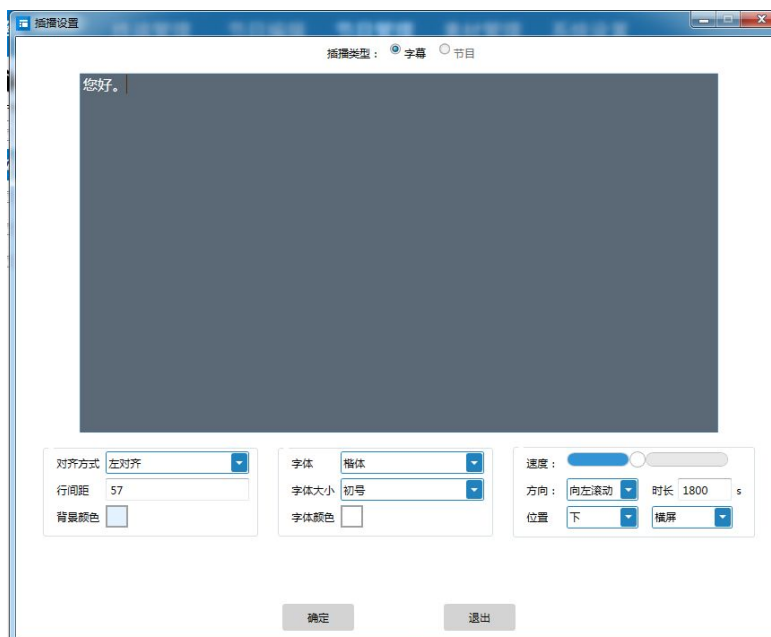 插播设置
插播类型： 字幕 节目
您好。
对齐方式 左对齐
行间距 57
背景颜色
字体 楷体
字体大小 初号
字体颜色
速度：
方向： 向左滚动 时长 1800 s
位置 下 横屏
确定 退出